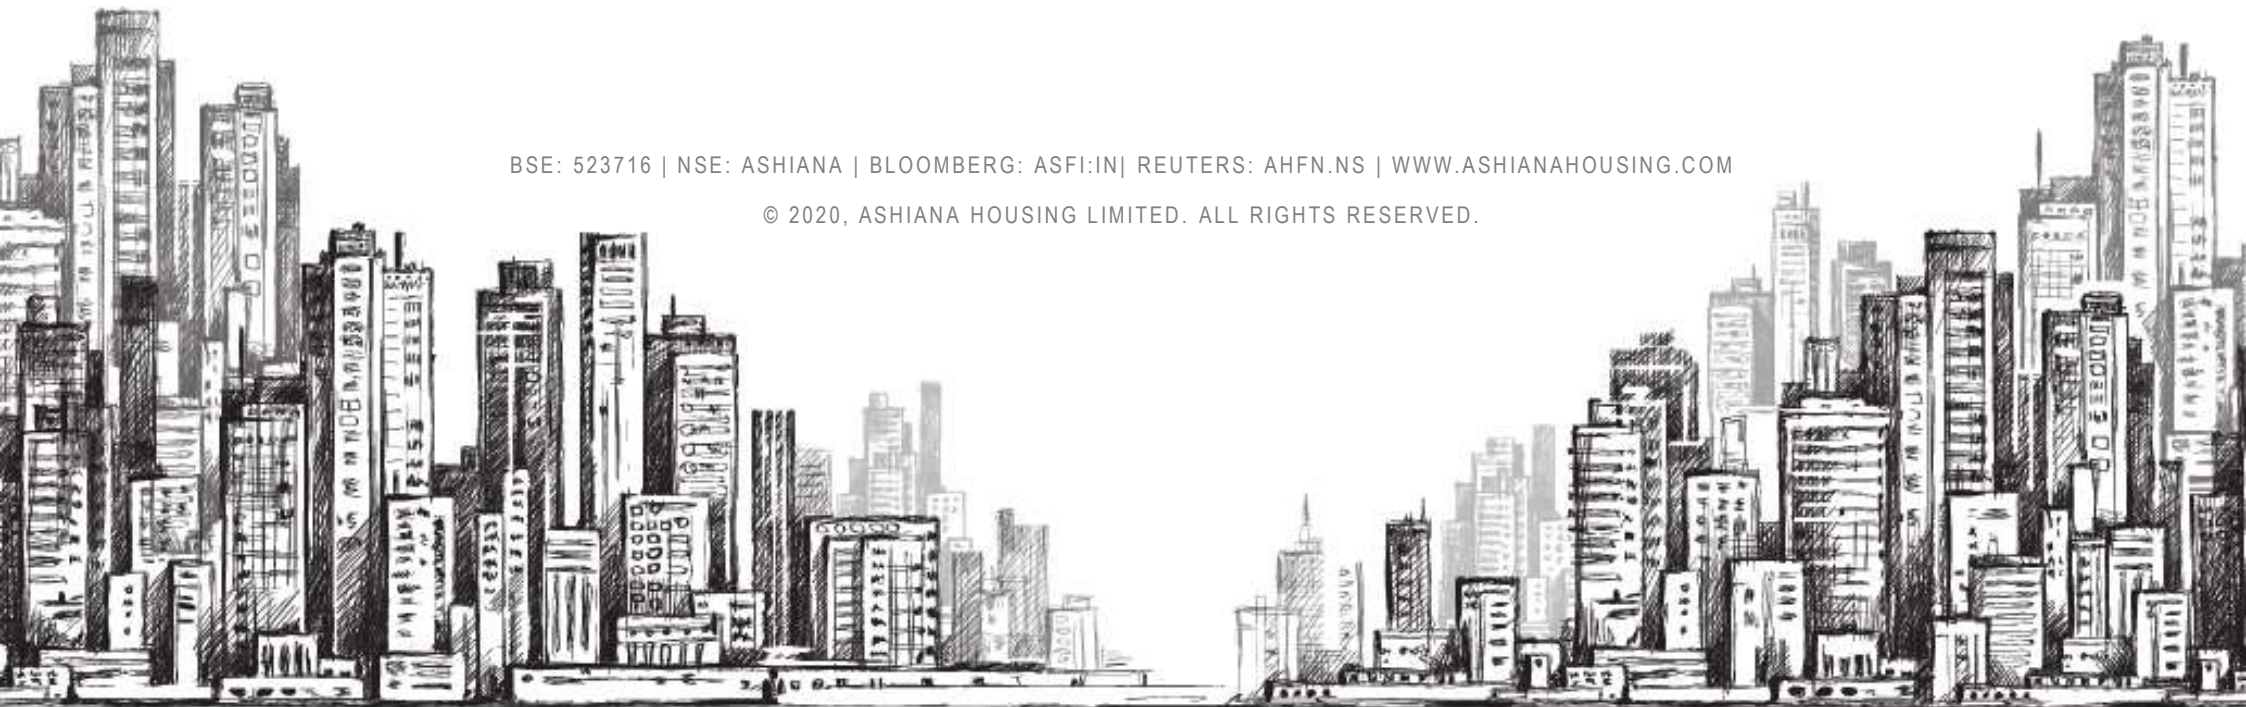 BSE: 523716 | NSE: ASHIANA | BLOOMBERG: ASFI:IN| REUTERS: AHFN.NS | WWW.ASHIANAHOUSING.COM
© 2020, ASHIANA HOUSING LIMITED. ALL RIGHTS RESERVED.